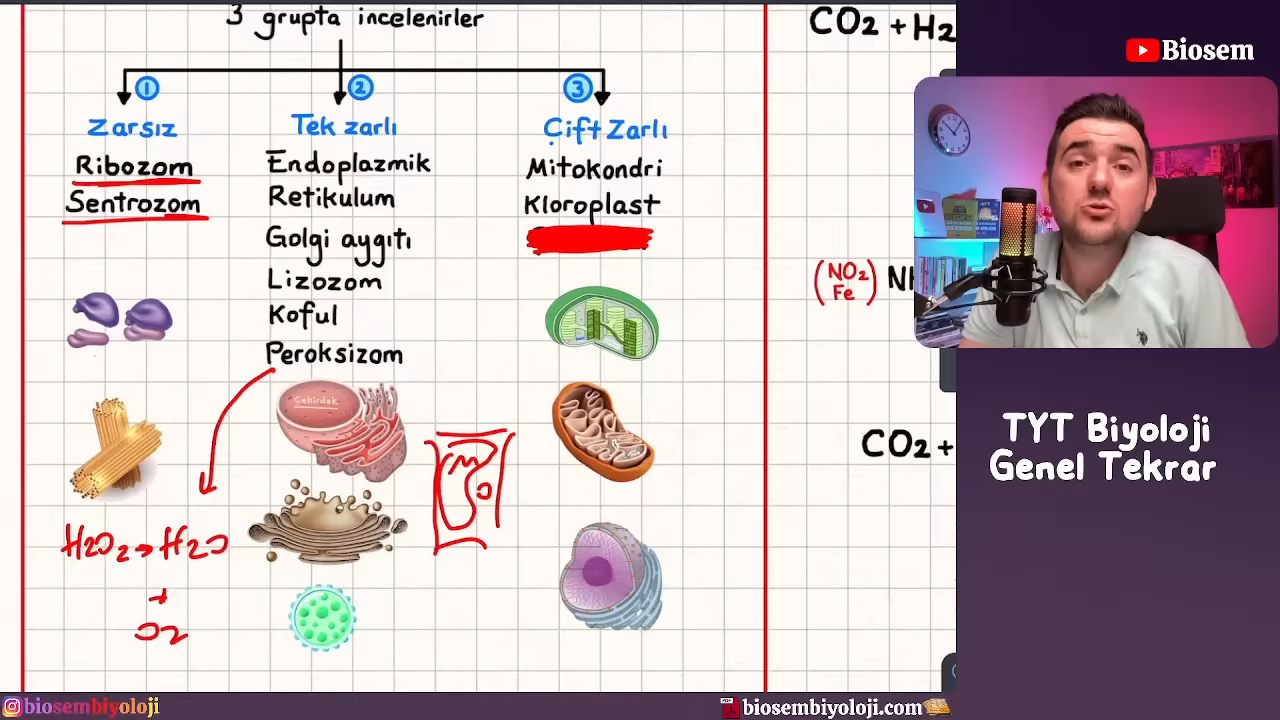 3 grupta incelenirler
1
2
3
Zarsız
Ribozom
Sentrozom
Tek zarlı
Endoplazmik
Retikulum
Golgi aygıtı
Lizozom
Koful
Peroksizom
Çift Zarlı
Mitokondri
Kloroplast
Çekirdek
H2O2→H2O
+
O2
CO2 + H2
(NO2
Fe)
CO2 +
Biosem
TYT Biyoloji
Genel Tekrar
biosembiyoloji
biosembiyoloji.com